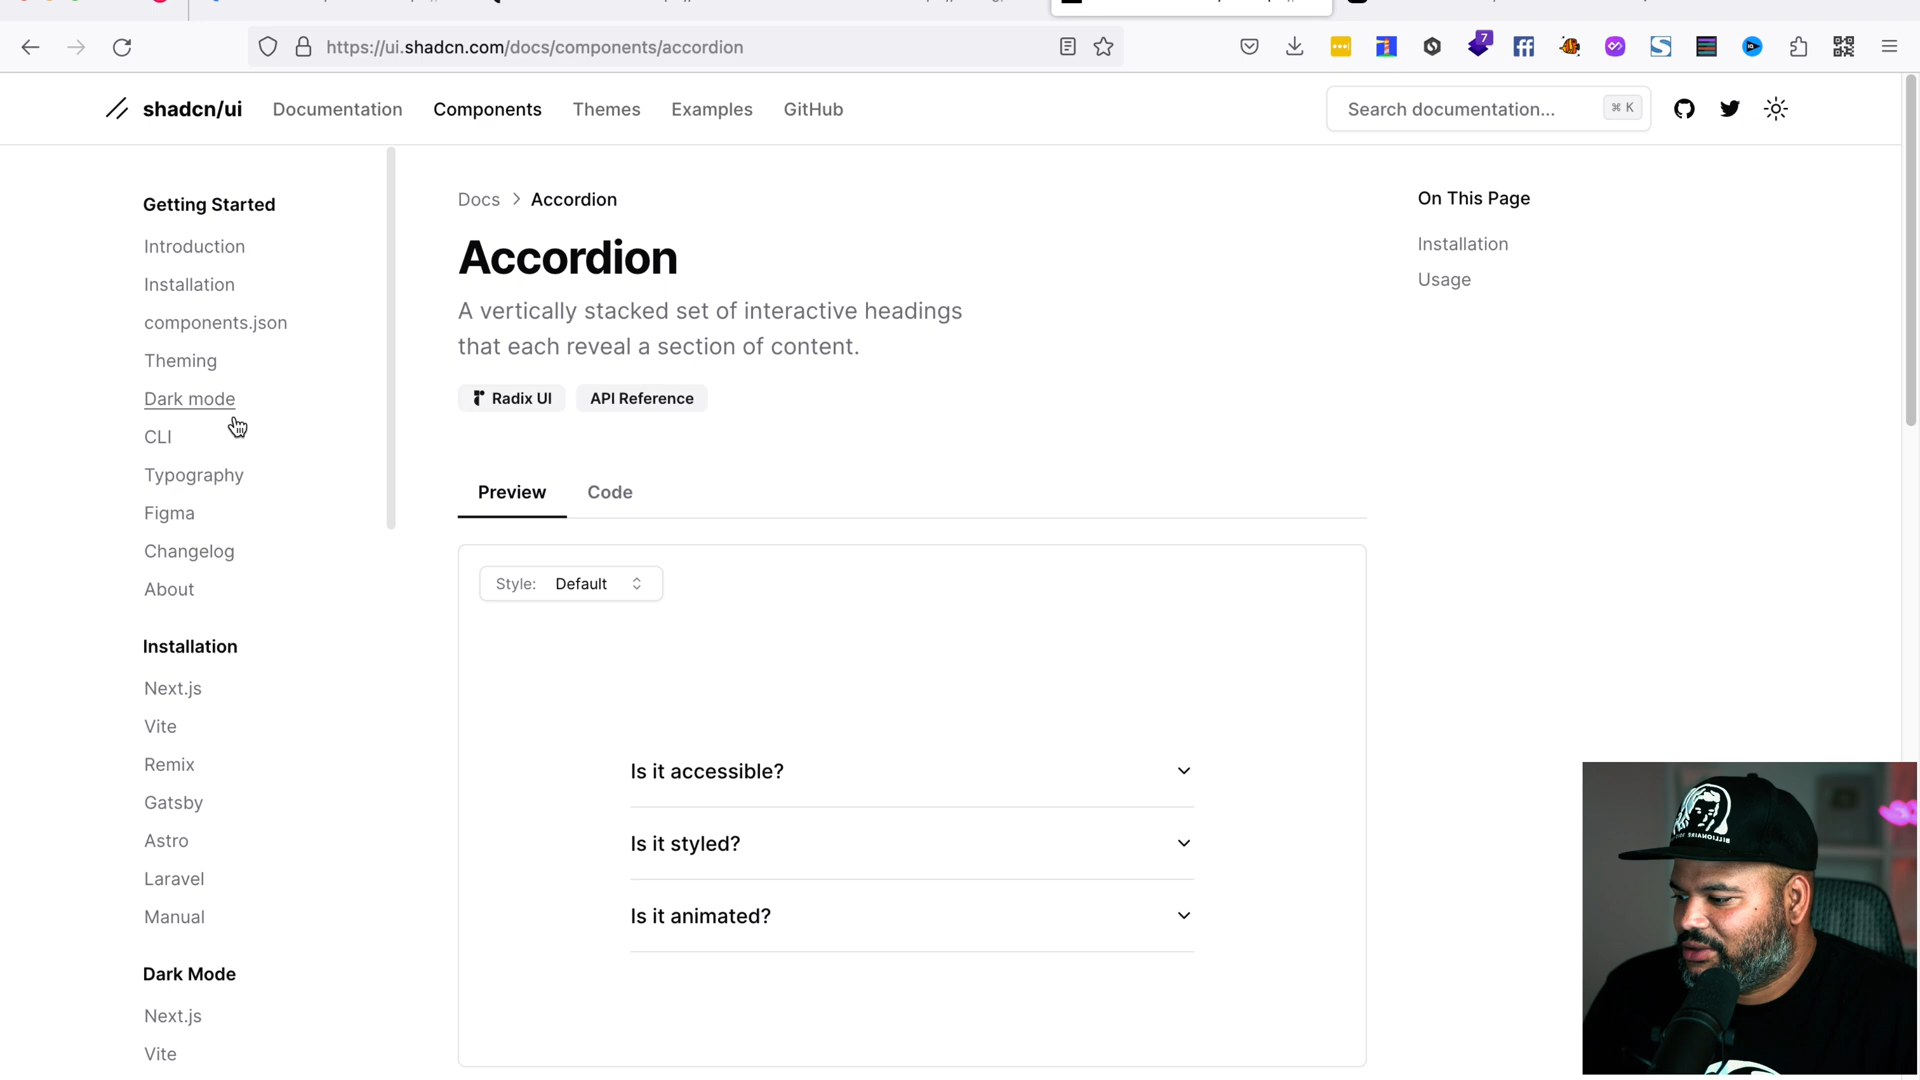 https://ui.shadcn.com/docs/components/accordion
7
shadcn/ui
Documentation
Components
Themes
Examples
GitHub
Search documentation...
⌘ K
Getting Started
Introduction
Installation
components.json
Theming
Dark mode
CLI
Typography
Figma
Changelog
About
Installation
Next.js
Vite
Remix
Gatsby
Astro
Laravel
Manual
Dark Mode
Next.js
Vite
Docs
Accordion
Accordion
A vertically stacked set of interactive headings
that each reveal a section of content.
Radix UI
API Reference
Preview
Code
Style: Default
Is it accessible?
Is it styled?
Is it animated?
On This Page
Installation
Usage